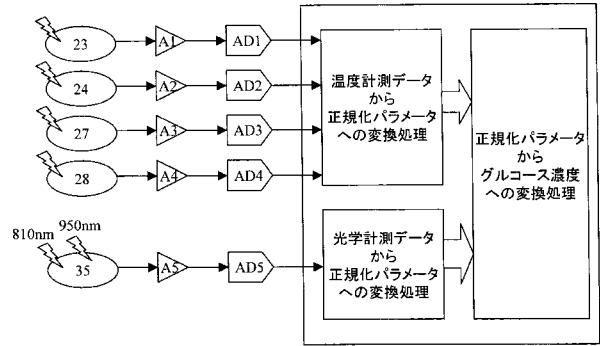 23
A1
AD1
24
A2
AD2
27
A3
AD3
28
A4
AD4
温度計測データ
から
正規化パラメータ
への変換処理
正規化パラメータ
から
グルコース濃度
への変換処理
810nm
950nm
35
A5
AD5
光学計測データ
から
正規化パラメータ
への変換処理